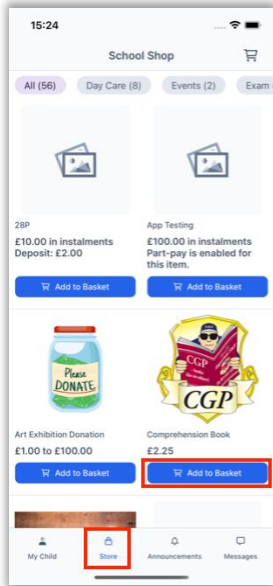 15:24
School Shop
All (56)
Day Care (8)
Events (2)
Exam
28P
£10.00 in instalments
Deposit: £2.00
Add to Basket
App Testing
£100.00 in instalments
Part-pay is enabled for
this item.
Add to Basket
Please
DONATE
Art Exhibition Donation
£1.00 to £100.00
Add to Basket
CGP
CGP
Comprehension Book
£2.25
Add to Basket
My Child
Store
Announcements
Messages